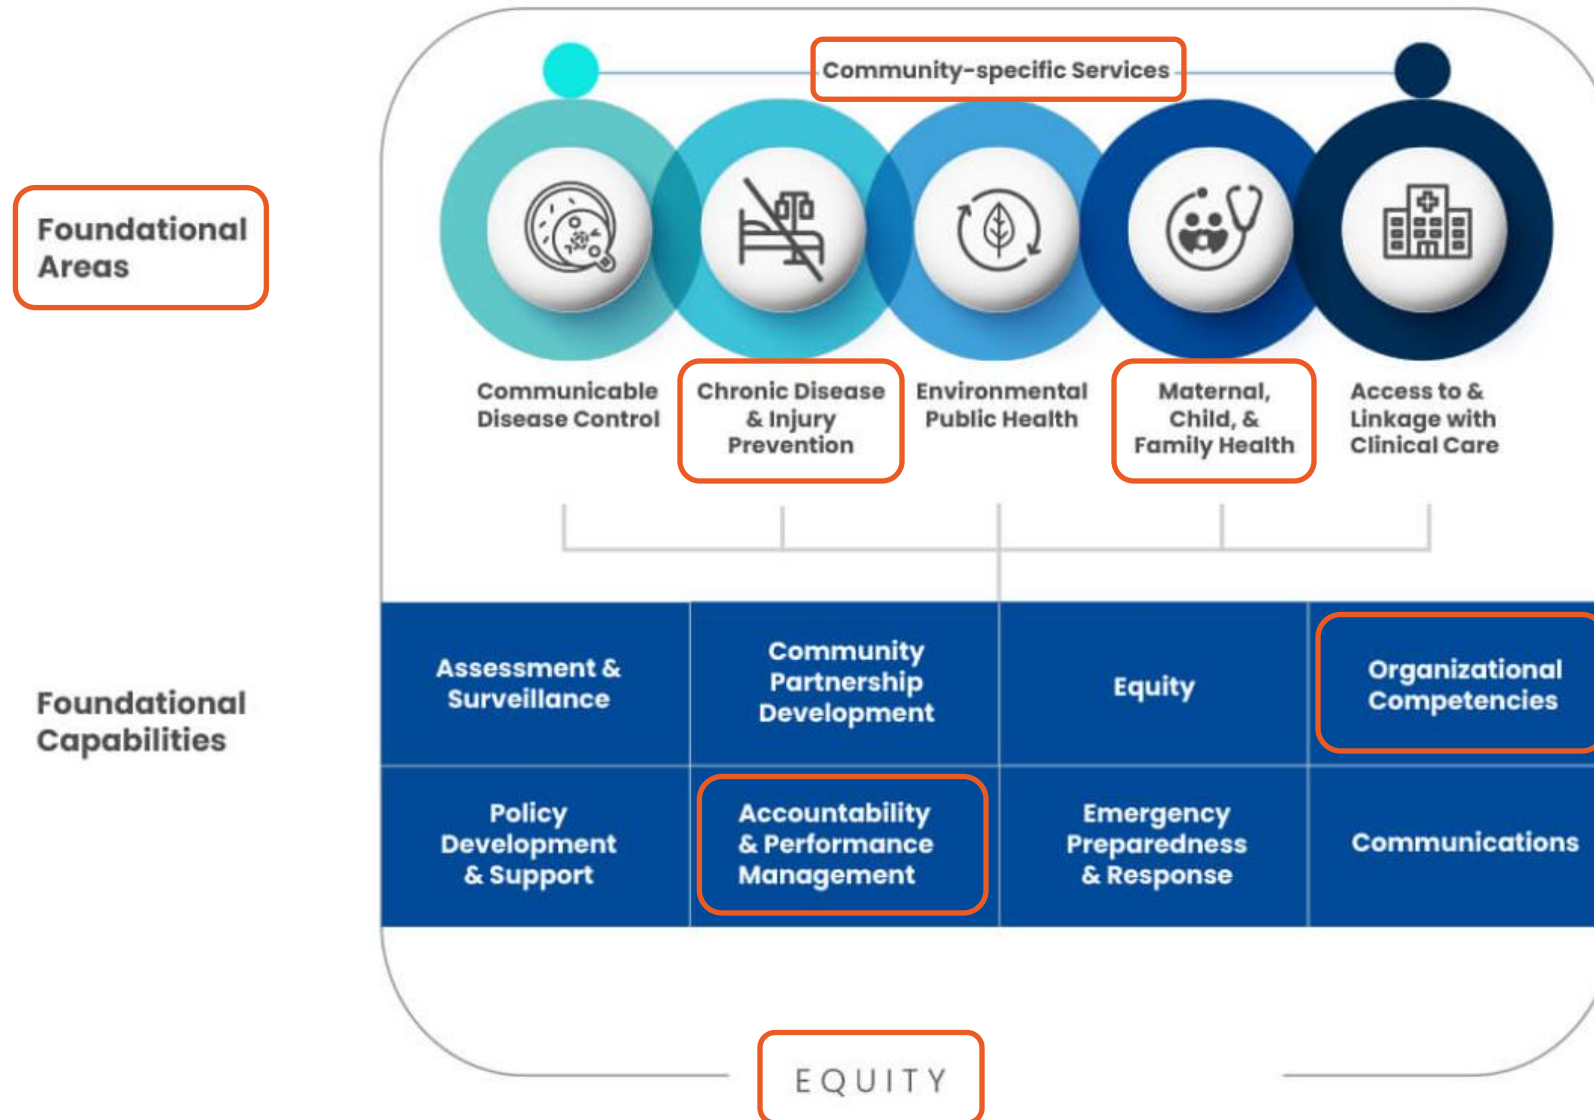 Community-specific Services
Foundational
Areas
Communicable
Disease Control
Chronic Disease
& Injury
Prevention
Environmental
Public Health
Maternal,
Child, &
Family Health
Access to &
Linkage with
Clinical Care
Foundational
Capabilities
Assessment &
Surveillance
Community
Partnership
Development
Equity
Organizational
Competencies
Policy
Development
& Support
Accountability
& Performance
Management
Emergency
Preparedness
& Response
Communications
EQUITY